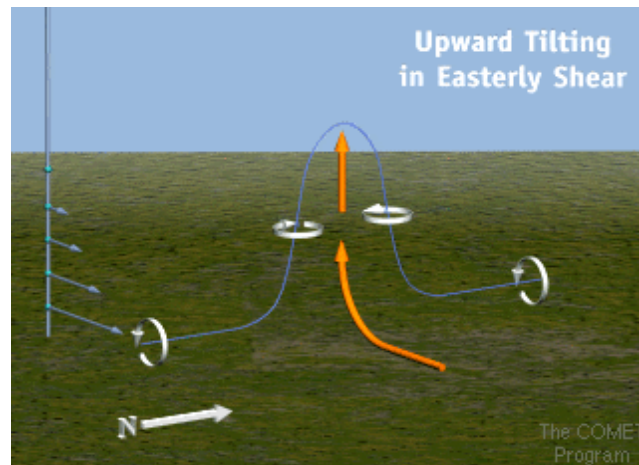 Upward Tilting
in Easterly Shear
N
The COMET
Program